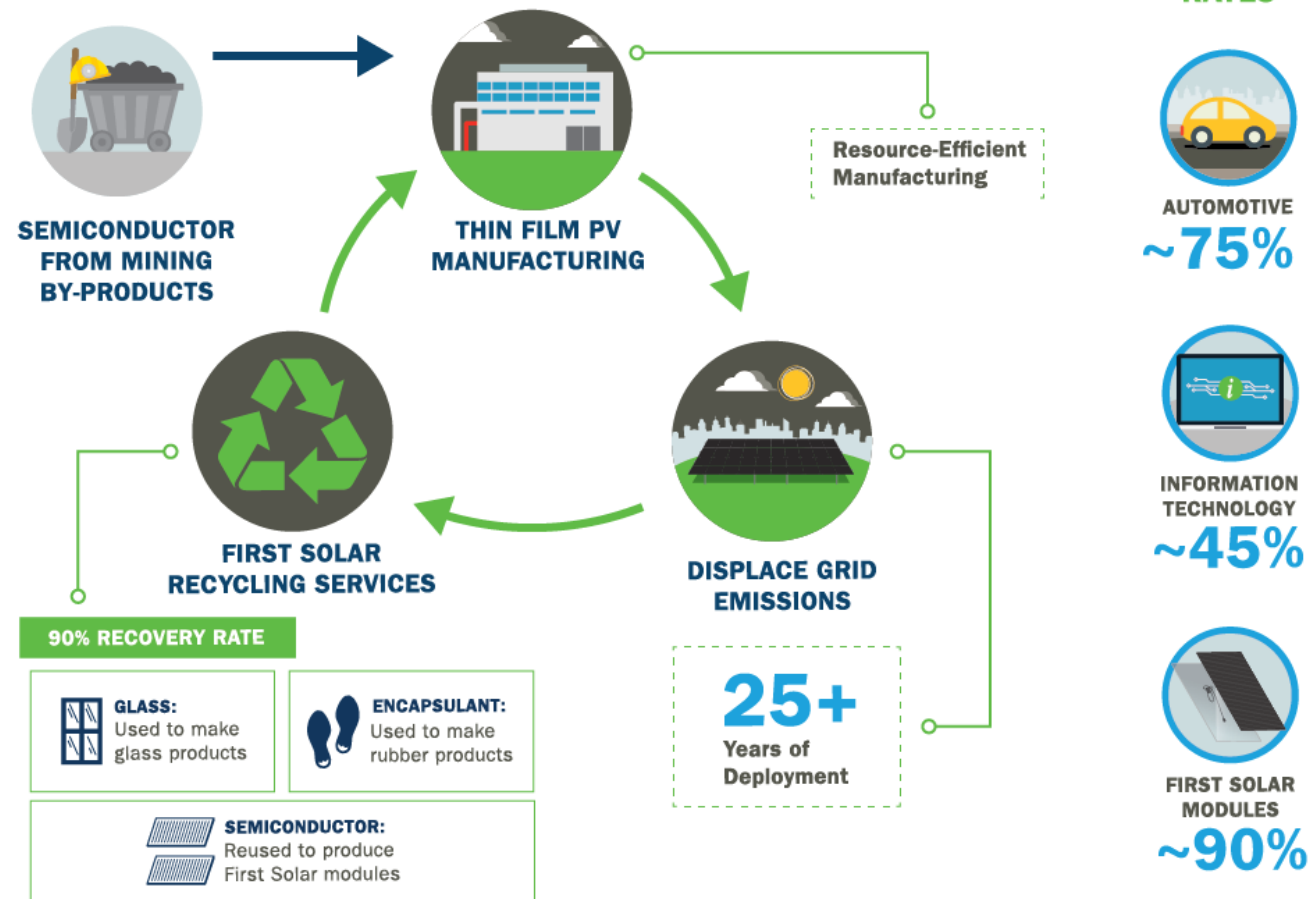 SEMICONDUCTOR
FROM MINING
BY-PRODUCTS
THIN FILM PV
MANUFACTURING
Resource-Efficient
Manufacturing
FIRST SOLAR
RECYCLING SERVICES
DISPLACE GRID
EMISSIONS
90% RECOVERY RATE
GLASS:
Used to make
glass products
ENCAPSULANT:
Used to make
rubber products
SEMICONDUCTOR:
Reused to produce
First Solar modules
25+
Years of
Deployment
RATES
AUTOMOTIVE
~75%
i
INFORMATION
TECHNOLOGY
~45%
FIRST SOLAR
MODULES
~90%